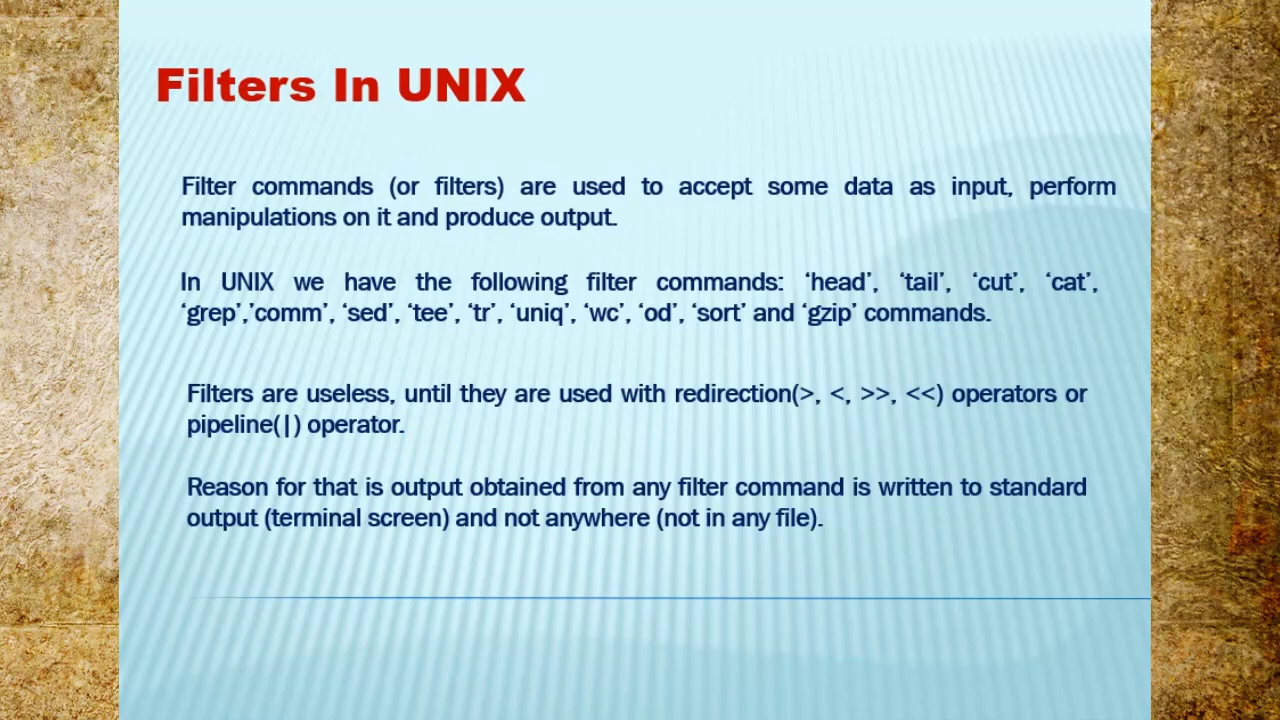 Filters In UNIX
Filter commands (or filters) are used to accept some data as input, perform
manipulations on it and produce output.
In UNIX we have the following filter commands: ‘head’, ‘tail’, ‘cut’, ‘cat’,
‘grep’,’comm’, ‘sed’, ‘tee’, ‘tr’, ‘uniq’, ‘wc’, ‘od’, ‘sort’ and ‘gzip’ commands.
Filters are useless, until they are used with redirection(>, <, >>, <<) operators or
pipeline(|) operator.
Reason for that is output obtained from any filter command is written to standard
output (terminal screen) and not anywhere (not in any file).